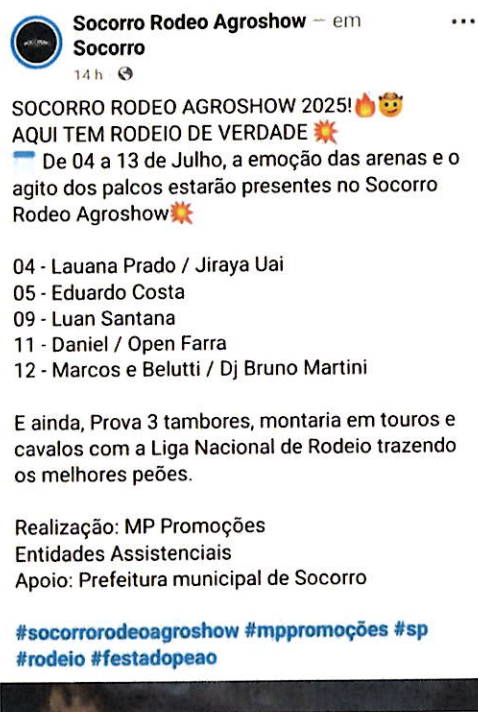 Socorro Rodeo Agroshow – em
Socorro
14 h
SOCORRO RODEO AGROSHOW 2025!🔥🤠
AQUI TEM RODEIO DE VERDADE 💥
🗓️ De 04 a 13 de Julho, a emoção das arenas e o
agito dos palcos estarão presentes no Socorro
Rodeo Agroshow💥
04 - Lauana Prado / Jiraya Uai
05 - Eduardo Costa
09 - Luan Santana
11 - Daniel / Open Farra
12 - Marcos e Belutti / Dj Bruno Martini
E ainda, Prova 3 tambores, montaria em touros e
cavalos com a Liga Nacional de Rodeio trazendo
os melhores peões.
Realização: MP Promoções
Entidades Assistenciais
Apoio: Prefeitura municipal de Socorro
#socorrorodeoagroshow #mppromoções #sp
#rodeio #festadopeao